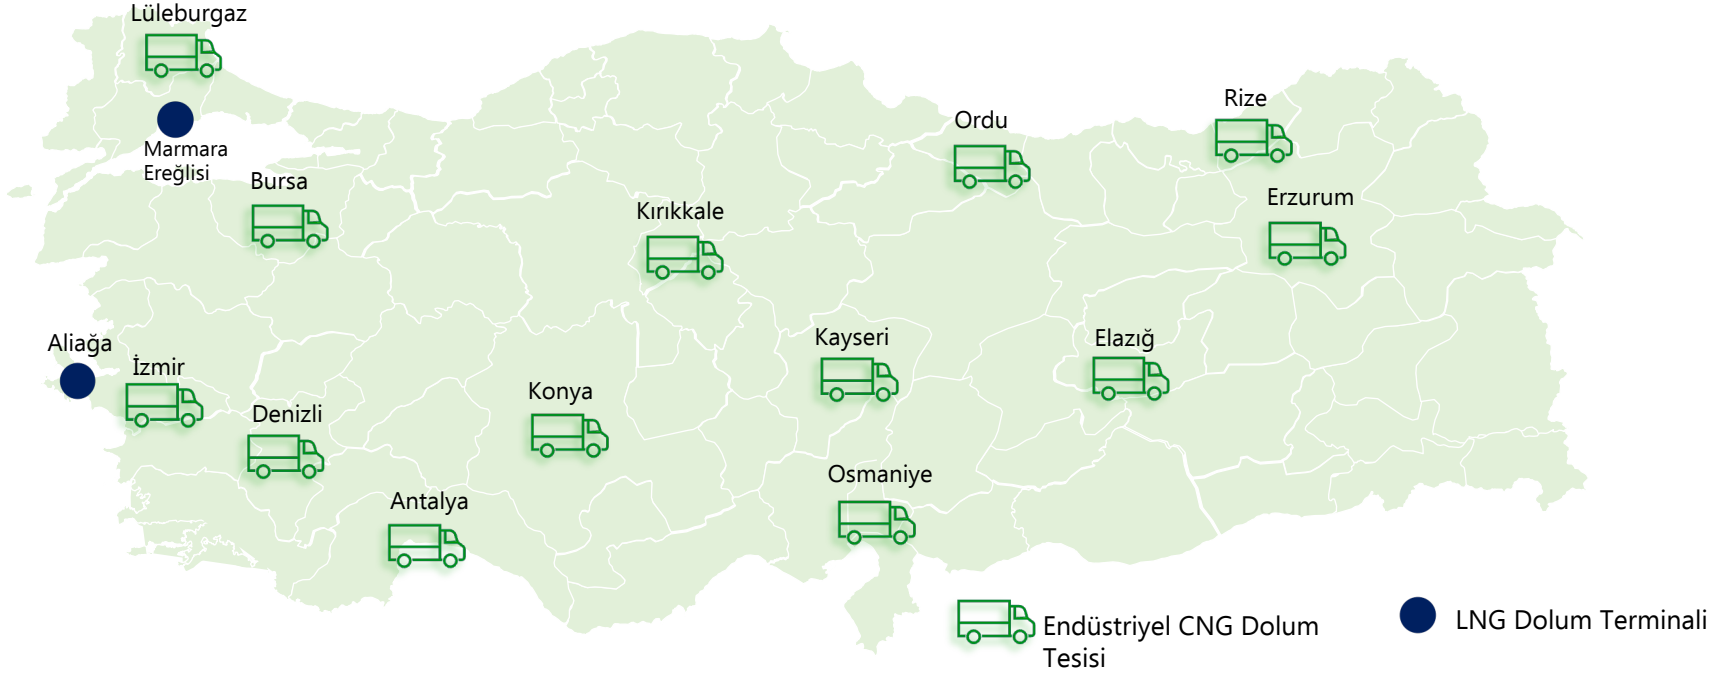 Lüleburgaz
Marmara
Ereğlisi
Bursa
Ordu
Rize
Erzurum
Kırıkkale
Aliağa
İzmir
Denizli
Konya
Kayseri
Elazığ
Antalya
Osmaniye
Endüstriyel CNG Dolum
Tesisi
LNG Dolum Terminali